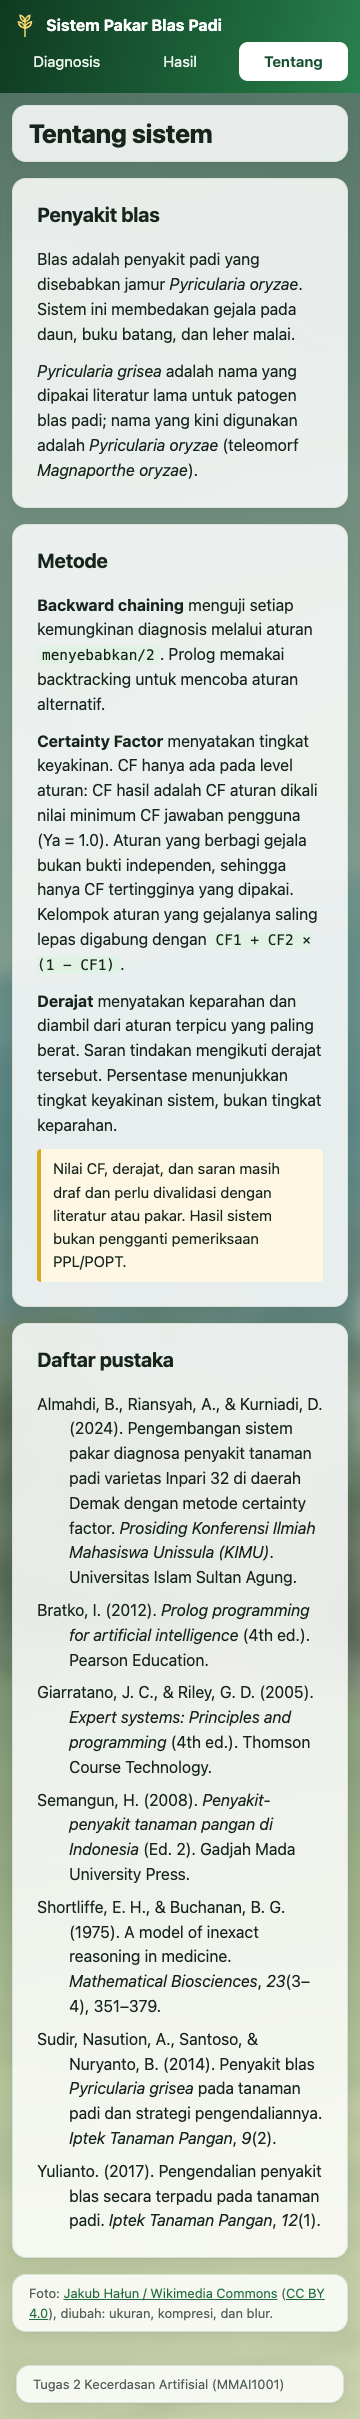 Sistem Pakar Blas Padi
Diagnosis
Hasil
Tentang
Tentang sistem
Penyakit blas
Blas adalah penyakit padi yang
disebabkan jamur Pyricularia oryzae.
Sistem ini membedakan gejala pada
daun, buku batang, dan leher malai.
Pyricularia grisea adalah nama yang
dipakai literatur lama untuk patogen
blas padi; nama yang kini digunakan
adalah Pyricularia oryzae (teleomorf
Magnaporthe oryzae).
Metode
Backward chaining menguji setiap
kemungkinan diagnosis melalui aturan
menyebabkan/2 . Prolog memakai
backtracking untuk mencoba aturan
alternatif.
Certainty Factor menyatakan tingkat
keyakinan. CF hanya ada pada level
aturan: CF hasil adalah CF aturan dikali
nilai minimum CF jawaban pengguna
(Ya = 1.0). Aturan yang berbagi gejala
bukan bukti independen, sehingga
hanya CF tertingginya yang dipakai.
Kelompok aturan yang gejalanya saling
lepas digabung dengan CF1 + CF2 ×
(1 − CF1) .
Derajat menyatakan keparahan dan
diambil dari aturan terpicu yang paling
berat. Saran tindakan mengikuti derajat
tersebut. Persentase menunjukkan
tingkat keyakinan sistem, bukan tingkat
keparahan.
Nilai CF, derajat, dan saran masih
draf dan perlu divalidasi dengan
literatur atau pakar. Hasil sistem
bukan pengganti pemeriksaan
PPL/POPT.
Daftar pustaka
Almahdi, B., Riansyah, A., & Kurniadi, D.
(2024). Pengembangan sistem
pakar diagnosa penyakit tanaman
padi varietas Inpari 32 di daerah
Demak dengan metode certainty
factor. Prosiding Konferensi Ilmiah
Mahasiswa Unissula (KIMU).
Universitas Islam Sultan Agung.
Bratko, I. (2012). Prolog programming
for artificial intelligence (4th ed.).
Pearson Education.
Giarratano, J. C., & Riley, G. D. (2005).
Expert systems: Principles and
programming (4th ed.). Thomson
Course Technology.
Semangun, H. (2008). Penyakit-
penyakit tanaman pangan di
Indonesia (Ed. 2). Gadjah Mada
University Press.
Shortliffe, E. H., & Buchanan, B. G.
(1975). A model of inexact
reasoning in medicine.
Mathematical Biosciences, 23(3–
4), 351–379.
Sudir, Nasution, A., Santoso, &
Nuryanto, B. (2014). Penyakit blas
Pyricularia grisea pada tanaman
padi dan strategi pengendaliannya.
Iptek Tanaman Pangan, 9(2).
Yulianto. (2017). Pengendalian penyakit
blas secara terpadu pada tanaman
padi. Iptek Tanaman Pangan, 12(1).
Foto: Jakub Hałun / Wikimedia Commons (CC BY
4.0), diubah: ukuran, kompresi, dan blur.
Tugas 2 Kecerdasan Artifisial (MMAI1001)